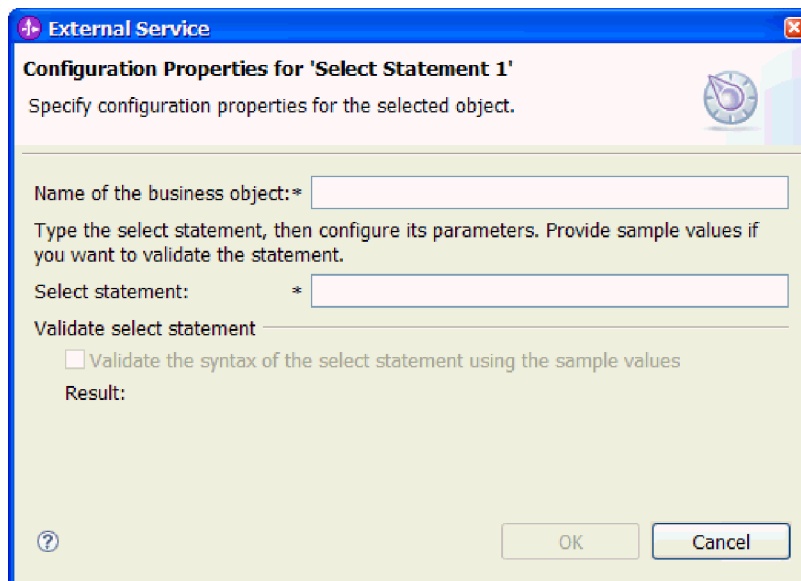 External Service
Configuration Properties for 'Select Statement 1'
Specify configuration properties for the selected object.
Name of the business object:*
Type the select statement, then configure its parameters. Provide sample values if
you want to validate the statement.
Select statement: *
Validate select statement
Validate the syntax of the select statement using the sample values
Result:
OK Cancel